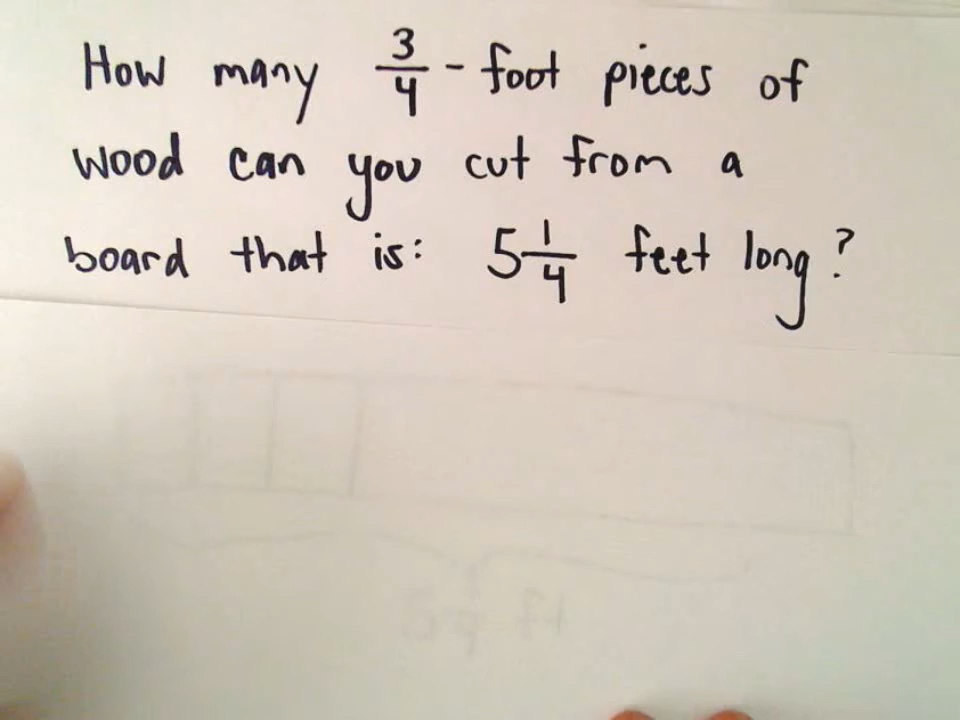 How many 3/4 - foot pieces of
wood can you cut from a
board that is: 5 1/4 feet long?